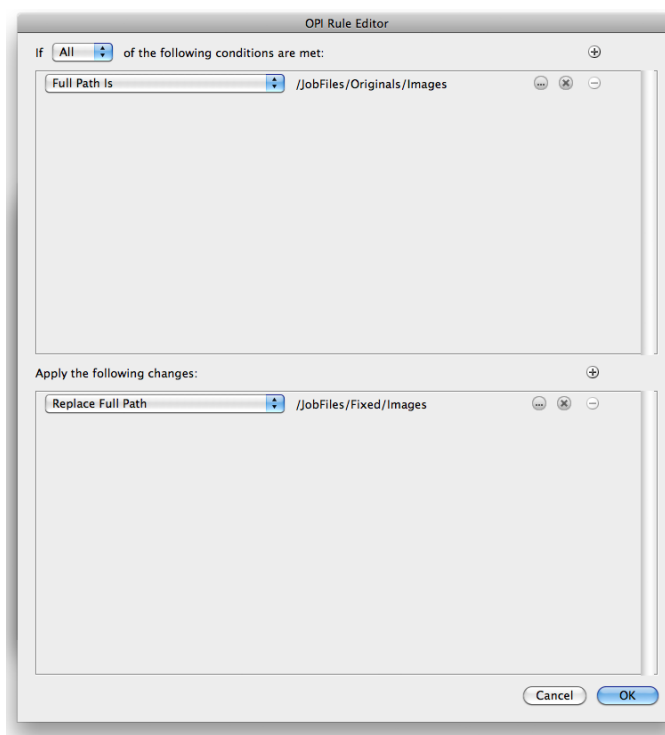 OPI Rule Editor
If All of the following conditions are met:
Full Path Is /JobFiles/Originals/Images
Apply the following changes:
Replace Full Path /JobFiles/Fixed/Images
Cancel OK